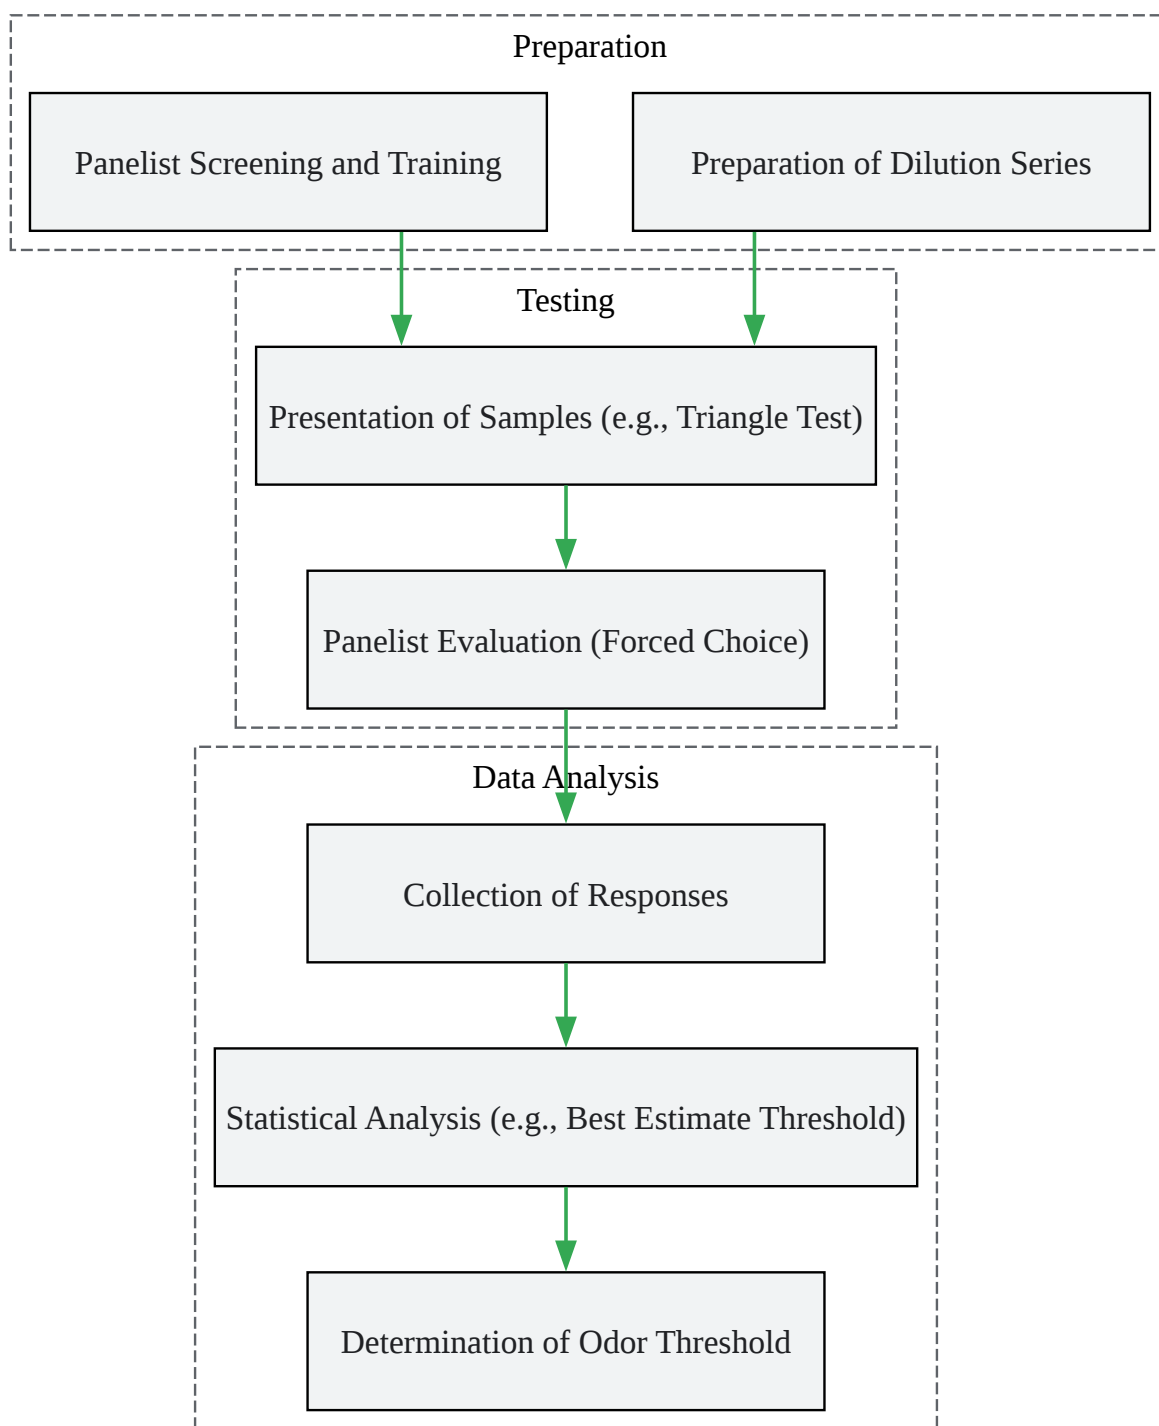 Preparation
Panelist Screening and Training
Preparation of Dilution Series
Testing
Presentation of Samples (e.g., Triangle Test)
Panelist Evaluation (Forced Choice)
Data Analysis
Collection of Responses
Statistical Analysis (e.g., Best Estimate Threshold)
Determination of Odor Threshold